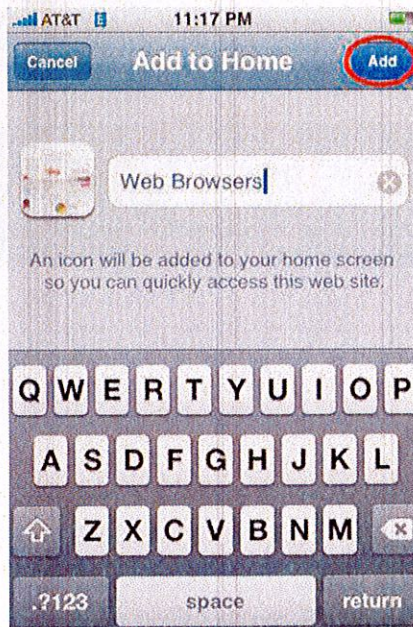 AT&T E 11:17 PM
Cancel Add to Home Add
Web Browsers
An icon will be added to your home screen
so you can quickly access this web site.
Q W E R T Y U I O P
A S D F G H J K L
Z X C V B N M
.?123 space return